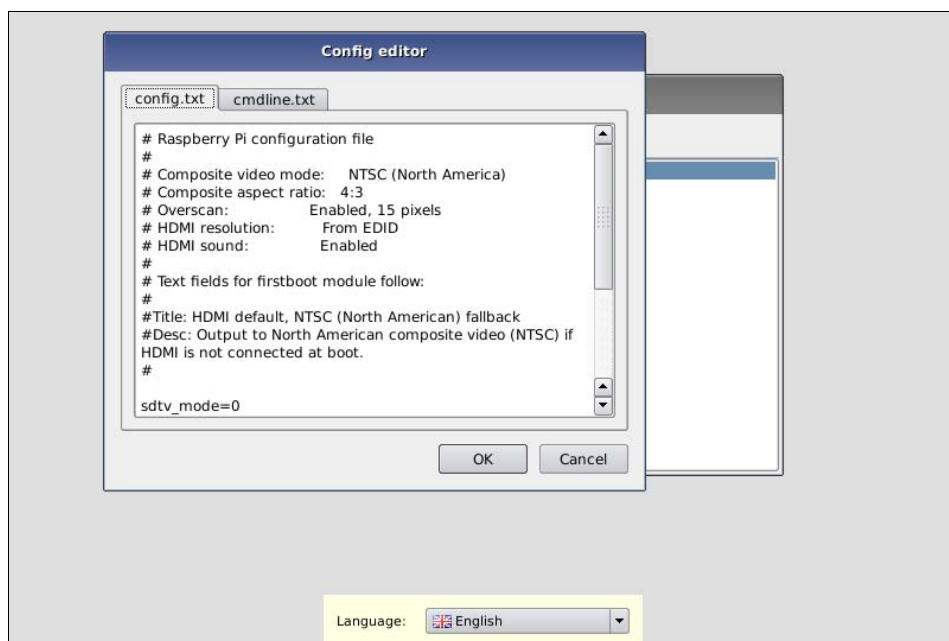 Config editor
config.txt cmdline.txt
# Raspberry Pi configuration file
#
# Composite video mode: NTSC (North America)
# Composite aspect ratio: 4:3
# Overscan: Enabled, 15 pixels
# HDMI resolution: From EDID
# HDMI sound: Enabled
#
# Text fields for firstboot module follow:
#
#Title: HDMI default, NTSC (North American) fallback
#Desc: Output to North American composite video (NTSC) if
HDMI is not connected at boot.
#
sdtv_mode=0
OK Cancel
Language: English